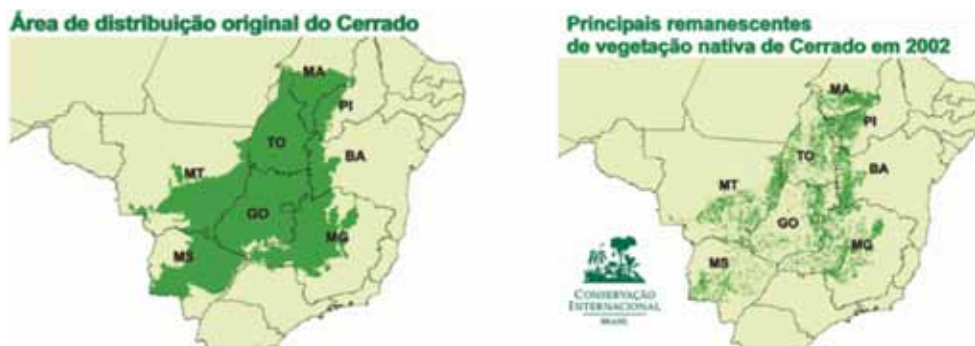 Área de distribuição original do Cerrado
MA
PI
TO
BA
MT
GO
MG
MS
Principais remanescentes
de vegetação nativa de Cerrado em 2002
MA
PI
TO
BA
MT
GO
MG
MS
CONSERVAÇÃO
INTERNACIONAL
BRASIL